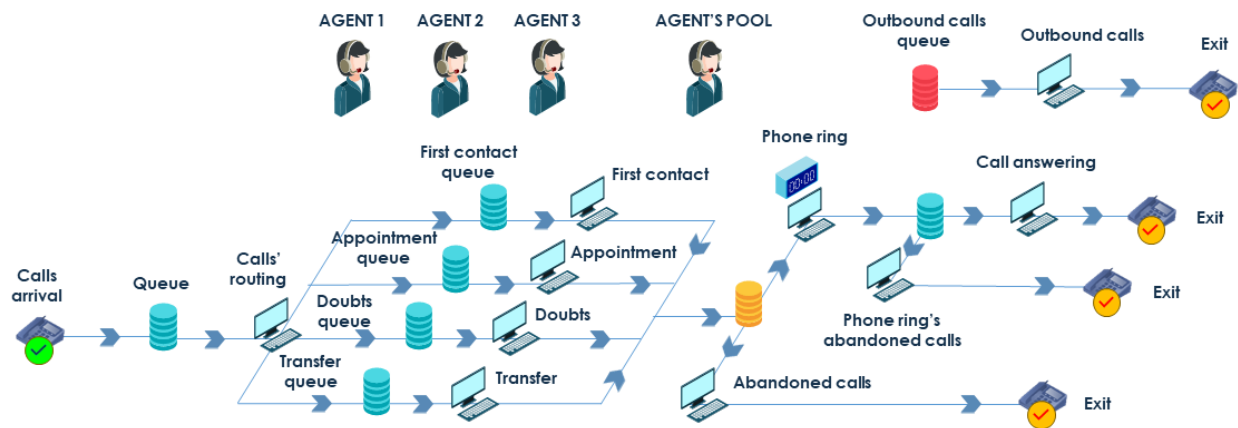 AGENT 1
AGENT 2
AGENT 3
AGENT'S POOL
Outbound calls
queue
Outbound calls
Exit
Phone ring
00:00
First contact
queue
First contact
Call answering
Exit
Appointment
queue
Appointment
Calls'
routing
Queue
Calls
arrival
Doubts
queue
Doubts
Exit
Phone ring's
abandoned calls
Transfer
queue
Transfer
Abandoned calls
Exit